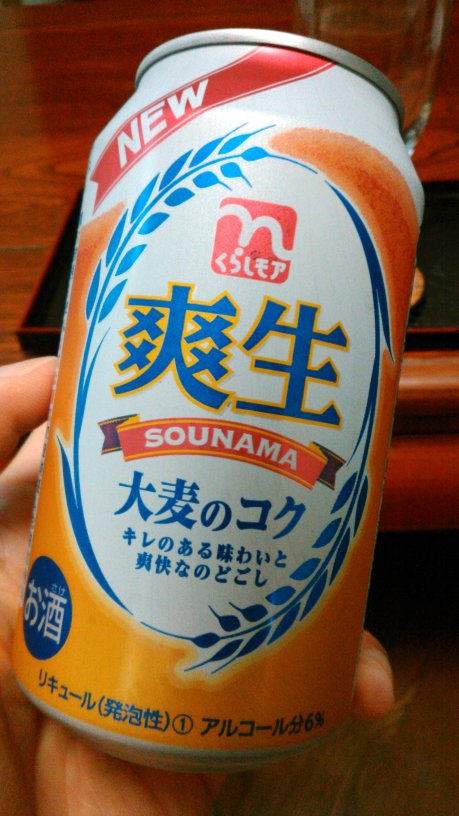 NEW
くらしモア
爽生
SOUNAMA
大麦のコク
キレのある味わいと
爽快なのどごし
さけ
お酒
リキュール(発泡性)① アルコール分6%